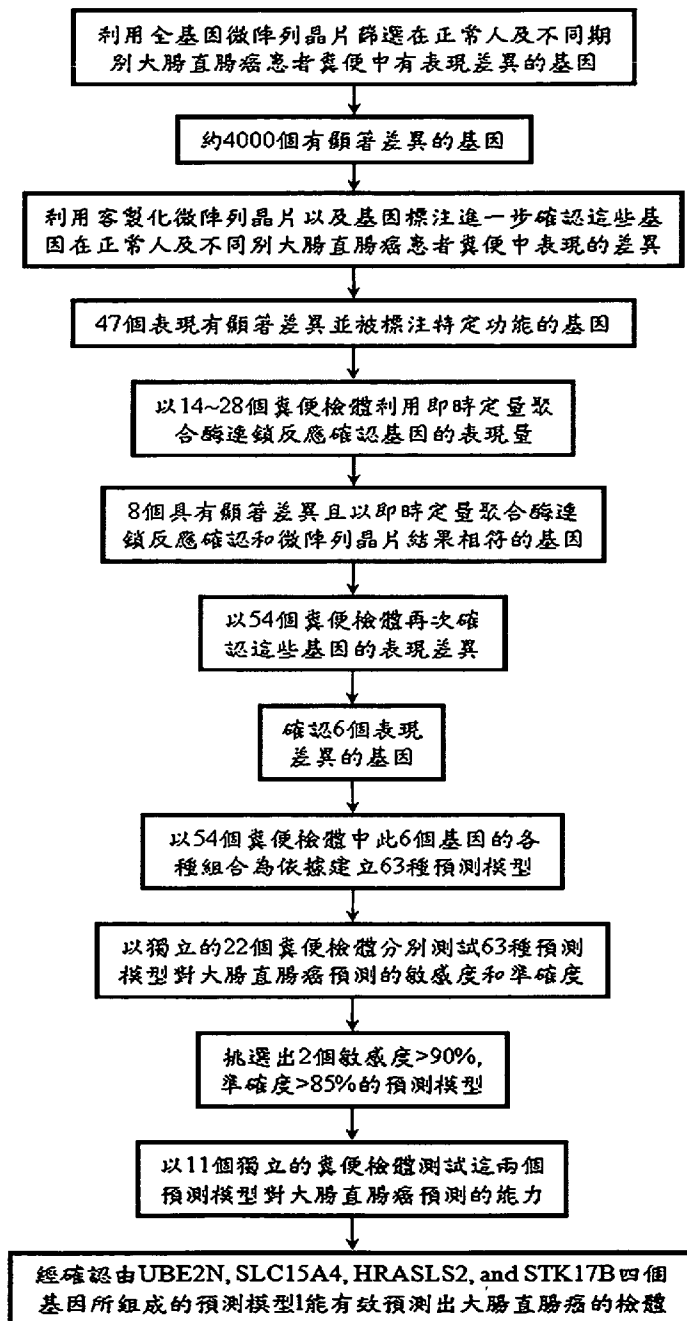 利用全基因微陣列晶片篩選在正常人及不同期
別大腸直腸癌患者糞便中有表現差異的基因
約4000個有顯著差異的基因
利用客製化微陣列晶片以及基因標注進一步確認這些基
因在正常人及不同別大腸直腸癌患者糞便中表現的差異
47個表現有顯著差異並被標注特定功能的基因
以14~28個糞便檢體利用即時定量聚
合酶連鎖反應確認基因的表現量
8個具有顯著差異且以即時定量聚合酶連
鎖反應確認和微陣列晶片結果相符的基因
以54個糞便檢體再次確
認這些基因的表現差異
確認6個表現
差異的基因
以54個糞便檢體中此6個基因的各
種組合為依據建立63種預測模型
以獨立的22個糞便檢體分別測試63種預測
模型對大腸直腸癌預測的敏感度和準確度
挑選出2個敏感度>90%,
準確度>85%的預測模型
以11個獨立的糞便檢體測試這兩個
預測模型對大腸直腸癌預測的能力
經確認由UBE2N, SLC15A4, HRASLS2, and STK17B四個
基因所組成的預測模型1能有效預測出大腸直腸癌的檢體